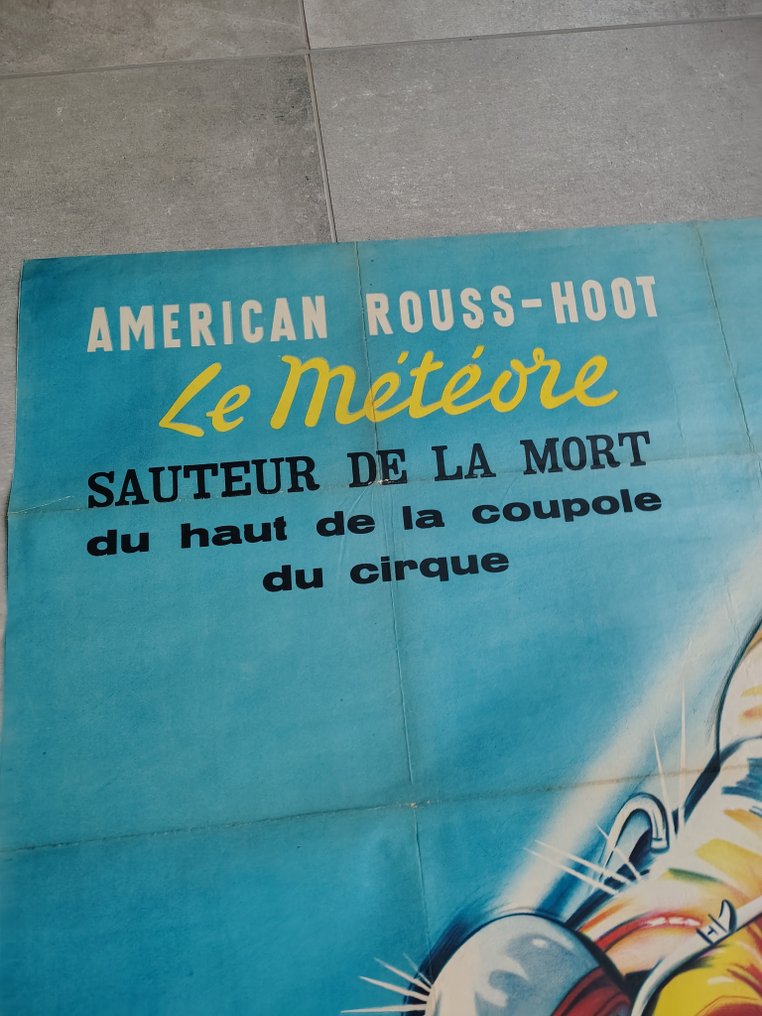 AMERICAN ROUSS-HOOT
Le Météore
SAUTEUR DE LA MORT
du haut de la coupole
du cirque